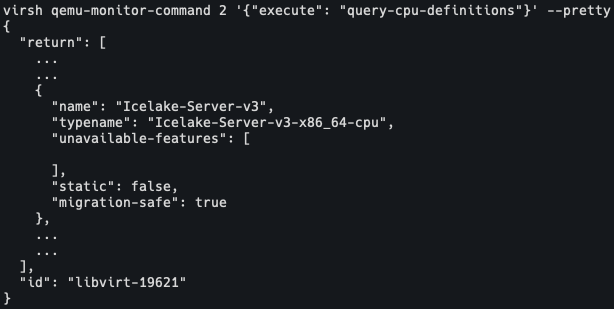 virsh qemu-monitor-command 2 '{"execute": "query-cpu-definitions"}' --pretty
{
  "return": [
    ...
    ...
    {
      "name": "Icelake-Server-v3",
      "typename": "Icelake-Server-v3-x86_64-cpu",
      "unavailable-features": [

      ],
      "static": false,
      "migration-safe": true
    },
    ...
    ...
  ],
  "id": "libvirt-19621"
}